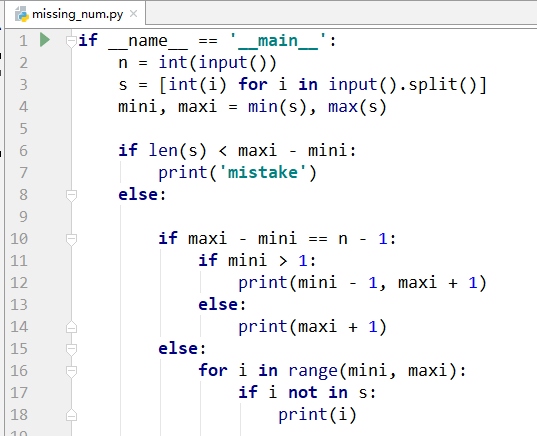 missing_num.py ×
1 if __name__ == '__main__':
2     n = int(input())
3     s = [int(i) for i in input().split()]
4     mini, maxi = min(s), max(s)
5
6     if len(s) < maxi - mini:
7         print('mistake')
8     else:
9
10         if maxi - mini == n - 1:
11             if mini > 1:
12                 print(mini - 1, maxi + 1)
13             else:
14                 print(maxi + 1)
15         else:
16             for i in range(mini, maxi):
17                 if i not in s:
18                     print(i)